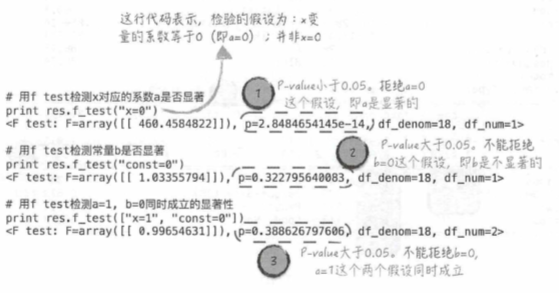 这行代码表示，检验的假设为：x变
量的系数等于0（即a=0）；并非x=0
1
P-value小于0.05。拒绝a=0
这个假设，即a是显著的
# 用f test检测x对应的系数a是否显著
print res.f_test("x=0")
<F test: F=array([[ 460.4584822]]), p=2.8484654145e-14, df_denom=18, df_num=1>
2
P-value大于0.05。不能拒绝
b=0这个假设，即b是不显著的
# 用f test检测常量b是否显著
print res.f_test("const=0")
<F test: F=array([[ 1.03355794]]), p=0.322795640083, df_denom=18, df_num=1>
# 用f test检测a=1, b=0同时成立的显著性
print res.f_test(["x=1", "const=0"])
<F test: F=array([[ 0.99654631]]), p=0.388626797606, df_denom=18, df_num=2>
3
P-value大于0.05。不能拒绝b=0,
a=1这个两个假设同时成立